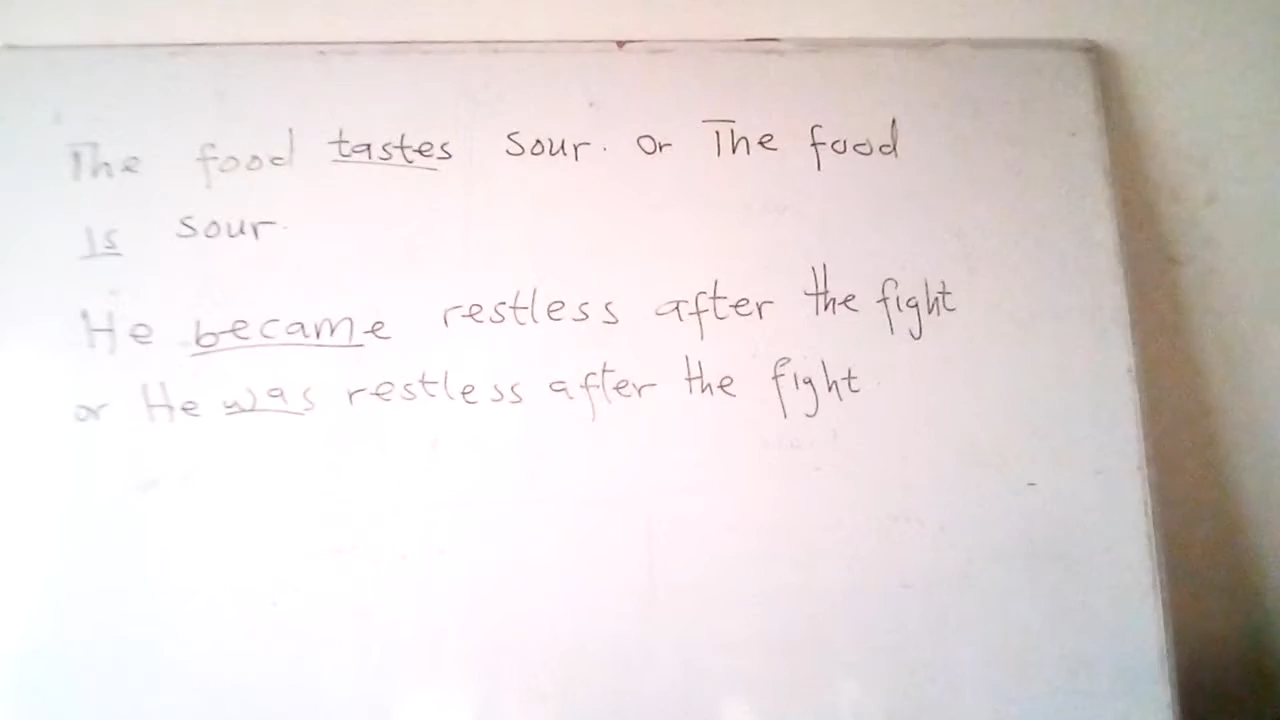 The food tastes sour. or The food
is sour.
He became restless after the fight
or He was restless after the fight.